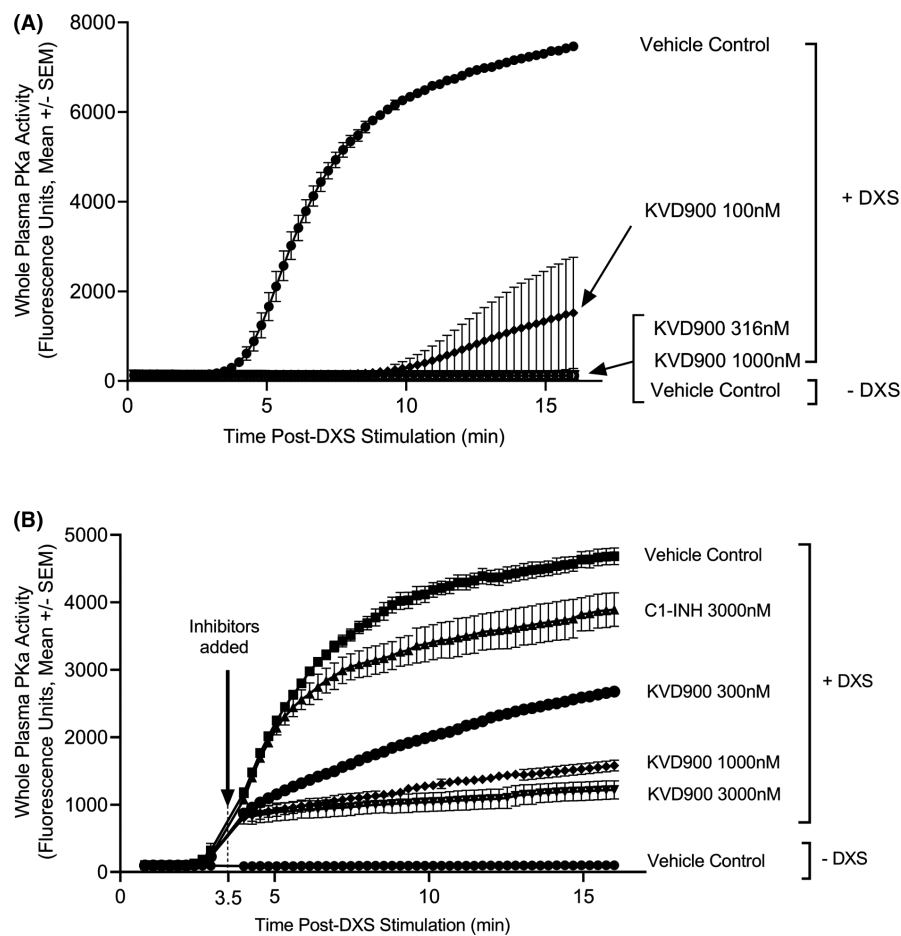 (A)
Whole Plasma PKa Activity
(Fluorescence Units, Mean +/- SEM)
8000
6000
4000
2000
0
0
5
10
15
Time Post-DXS Stimulation (min)
Vehicle Control
KVD900 100nM
KVD900 316nM
KVD900 1000nM
Vehicle Control
+ DXS
- DXS
(B)
Whole Plasma PKa Activity
(Fluorescence Units, Mean +/- SEM)
5000
4000
3000
2000
1000
0
Inhibitors
added
0
3.5
5
10
15
Time Post-DXS Stimulation (min)
Vehicle Control
C1-INH 3000nM
KVD900 300nM
KVD900 1000nM
KVD900 3000nM
Vehicle Control
+ DXS
- DXS